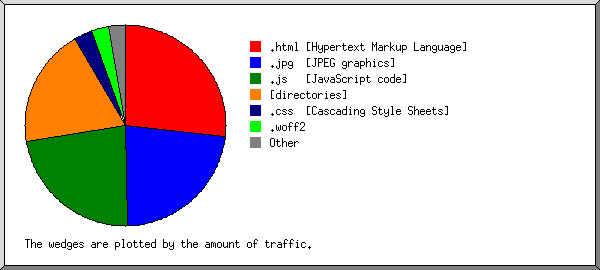 .html [Hypertext Markup Language]
.jpg  [JPEG graphics]
.js   [JavaScript code]
[directories]
.css  [Cascading Style Sheets]
.woff2
Other
The wedges are plotted by the amount of traffic.